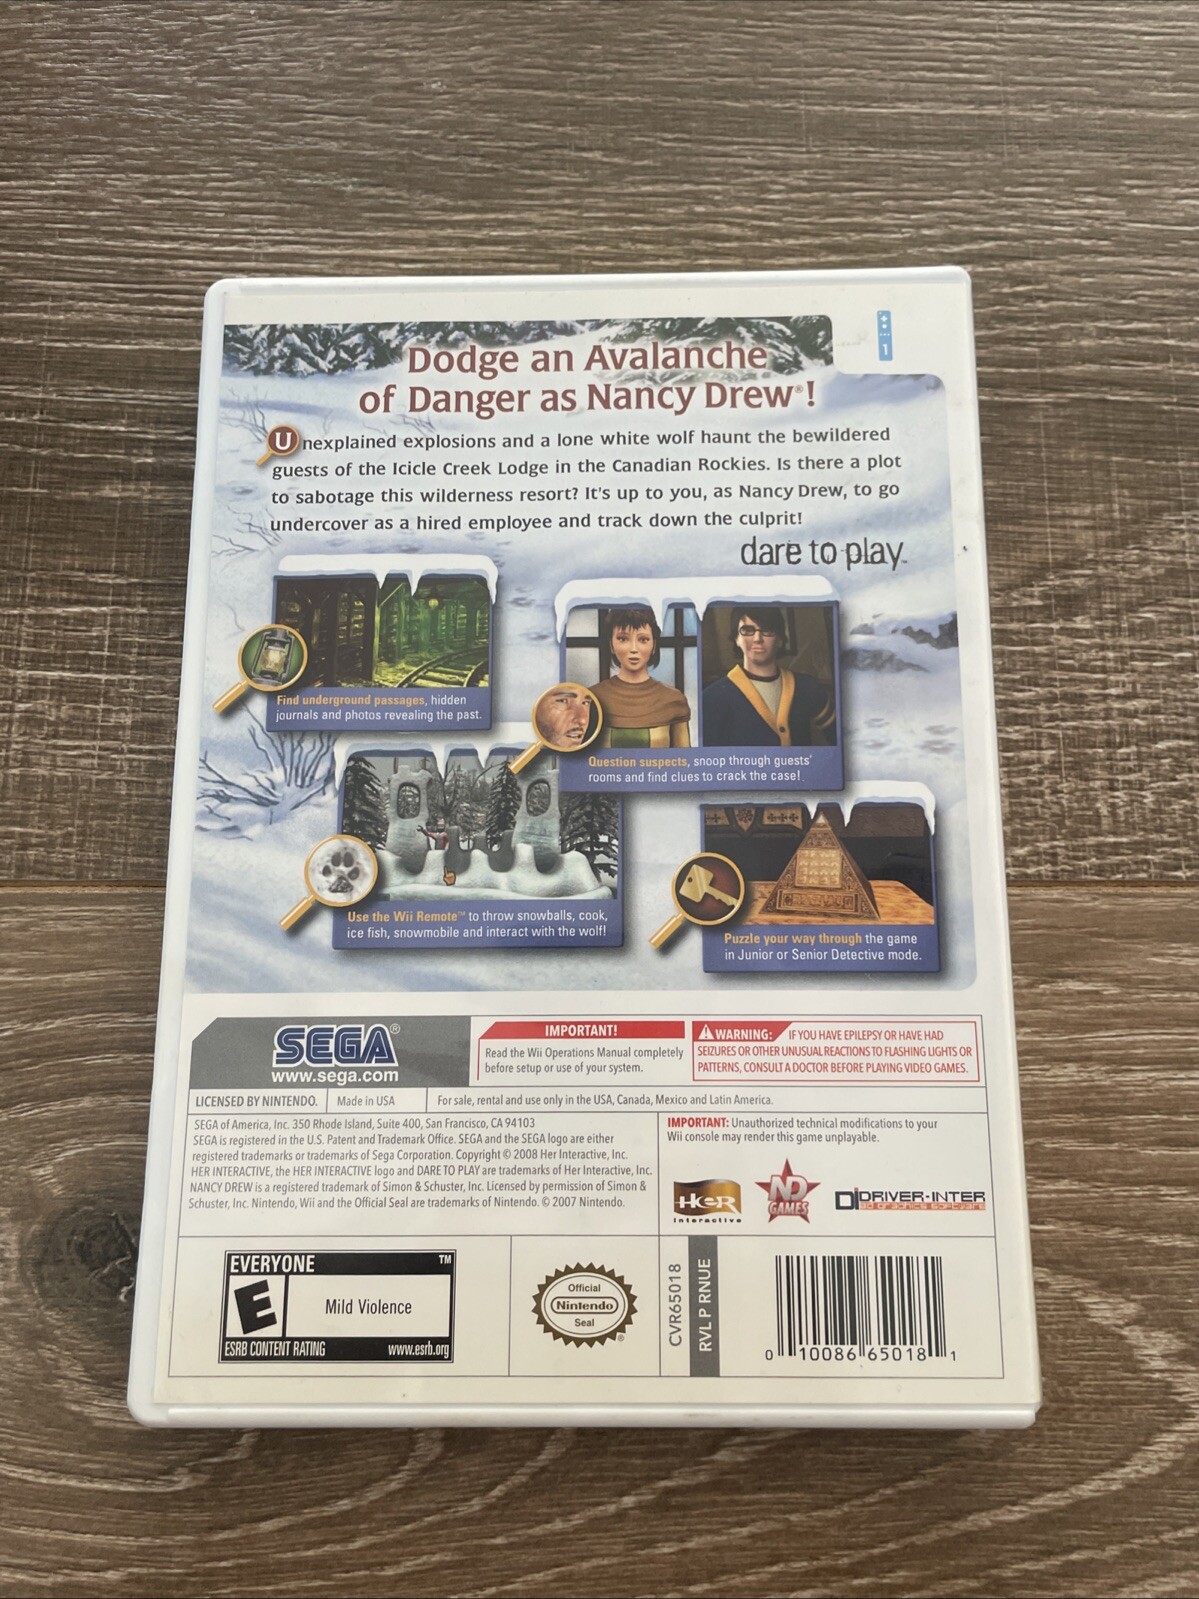 1
Dodge an Avalanche
of Danger as Nancy Drew®!
Unexplained explosions and a lone white wolf haunt the bewildered
guests of the Icicle Creek Lodge in the Canadian Rockies. Is there a plot
to sabotage this wilderness resort? It's up to you, as Nancy Drew, to go
undercover as a hired employee and track down the culprit!
dare to play™
Find underground passages, hidden
journals and photos revealing the past.
Question suspects, snoop through guests'
rooms and find clues to crack the case!
Use the Wii Remote™ to throw snowballs, cook,
ice fish, snowmobile and interact with the wolf!
Puzzle your way through the game
in Junior or Senior Detective mode.
SEGA®
www.sega.com
IMPORTANT!
Read the Wii Operations Manual completely
before setup or use of your system.
WARNING: IF YOU HAVE EPILEPSY OR HAVE HAD
SEIZURES OR OTHER UNUSUAL REACTIONS TO FLASHING LIGHTS OR
PATTERNS, CONSULT A DOCTOR BEFORE PLAYING VIDEO GAMES.
LICENSED BY NINTENDO.
Made in USA
For sale, rental and use only in the USA, Canada, Mexico and Latin America.
SEGA of America, Inc. 350 Rhode Island, Suite 400, San Francisco, CA 94103
SEGA is registered in the U.S. Patent and Trademark Office. SEGA and the SEGA logo are either
registered trademarks or trademarks of Sega Corporation. Copyright © 2008 Her Interactive, Inc.
HER INTERACTIVE, the HER INTERACTIVE logo and DARE TO PLAY are trademarks of Her Interactive, Inc.
NANCY DREW is a registered trademark of Simon & Schuster, Inc. Licensed by permission of Simon &
Schuster, Inc. Nintendo, Wii and the Official Seal are trademarks of Nintendo. © 2007 Nintendo.
IMPORTANT: Unauthorized technical modifications to your
Wii console may render this game unplayable.
HER
interactive
ND
GAMES
DI DRIVER-INTER
3D GRAPHICS SOFTWARE
EVERYONE ™
E
Mild Violence
ESRB CONTENT RATING www.esrb.org
Official
Nintendo
Seal
®
CVR65018
RVL P RNUE
0 10086 65018 1